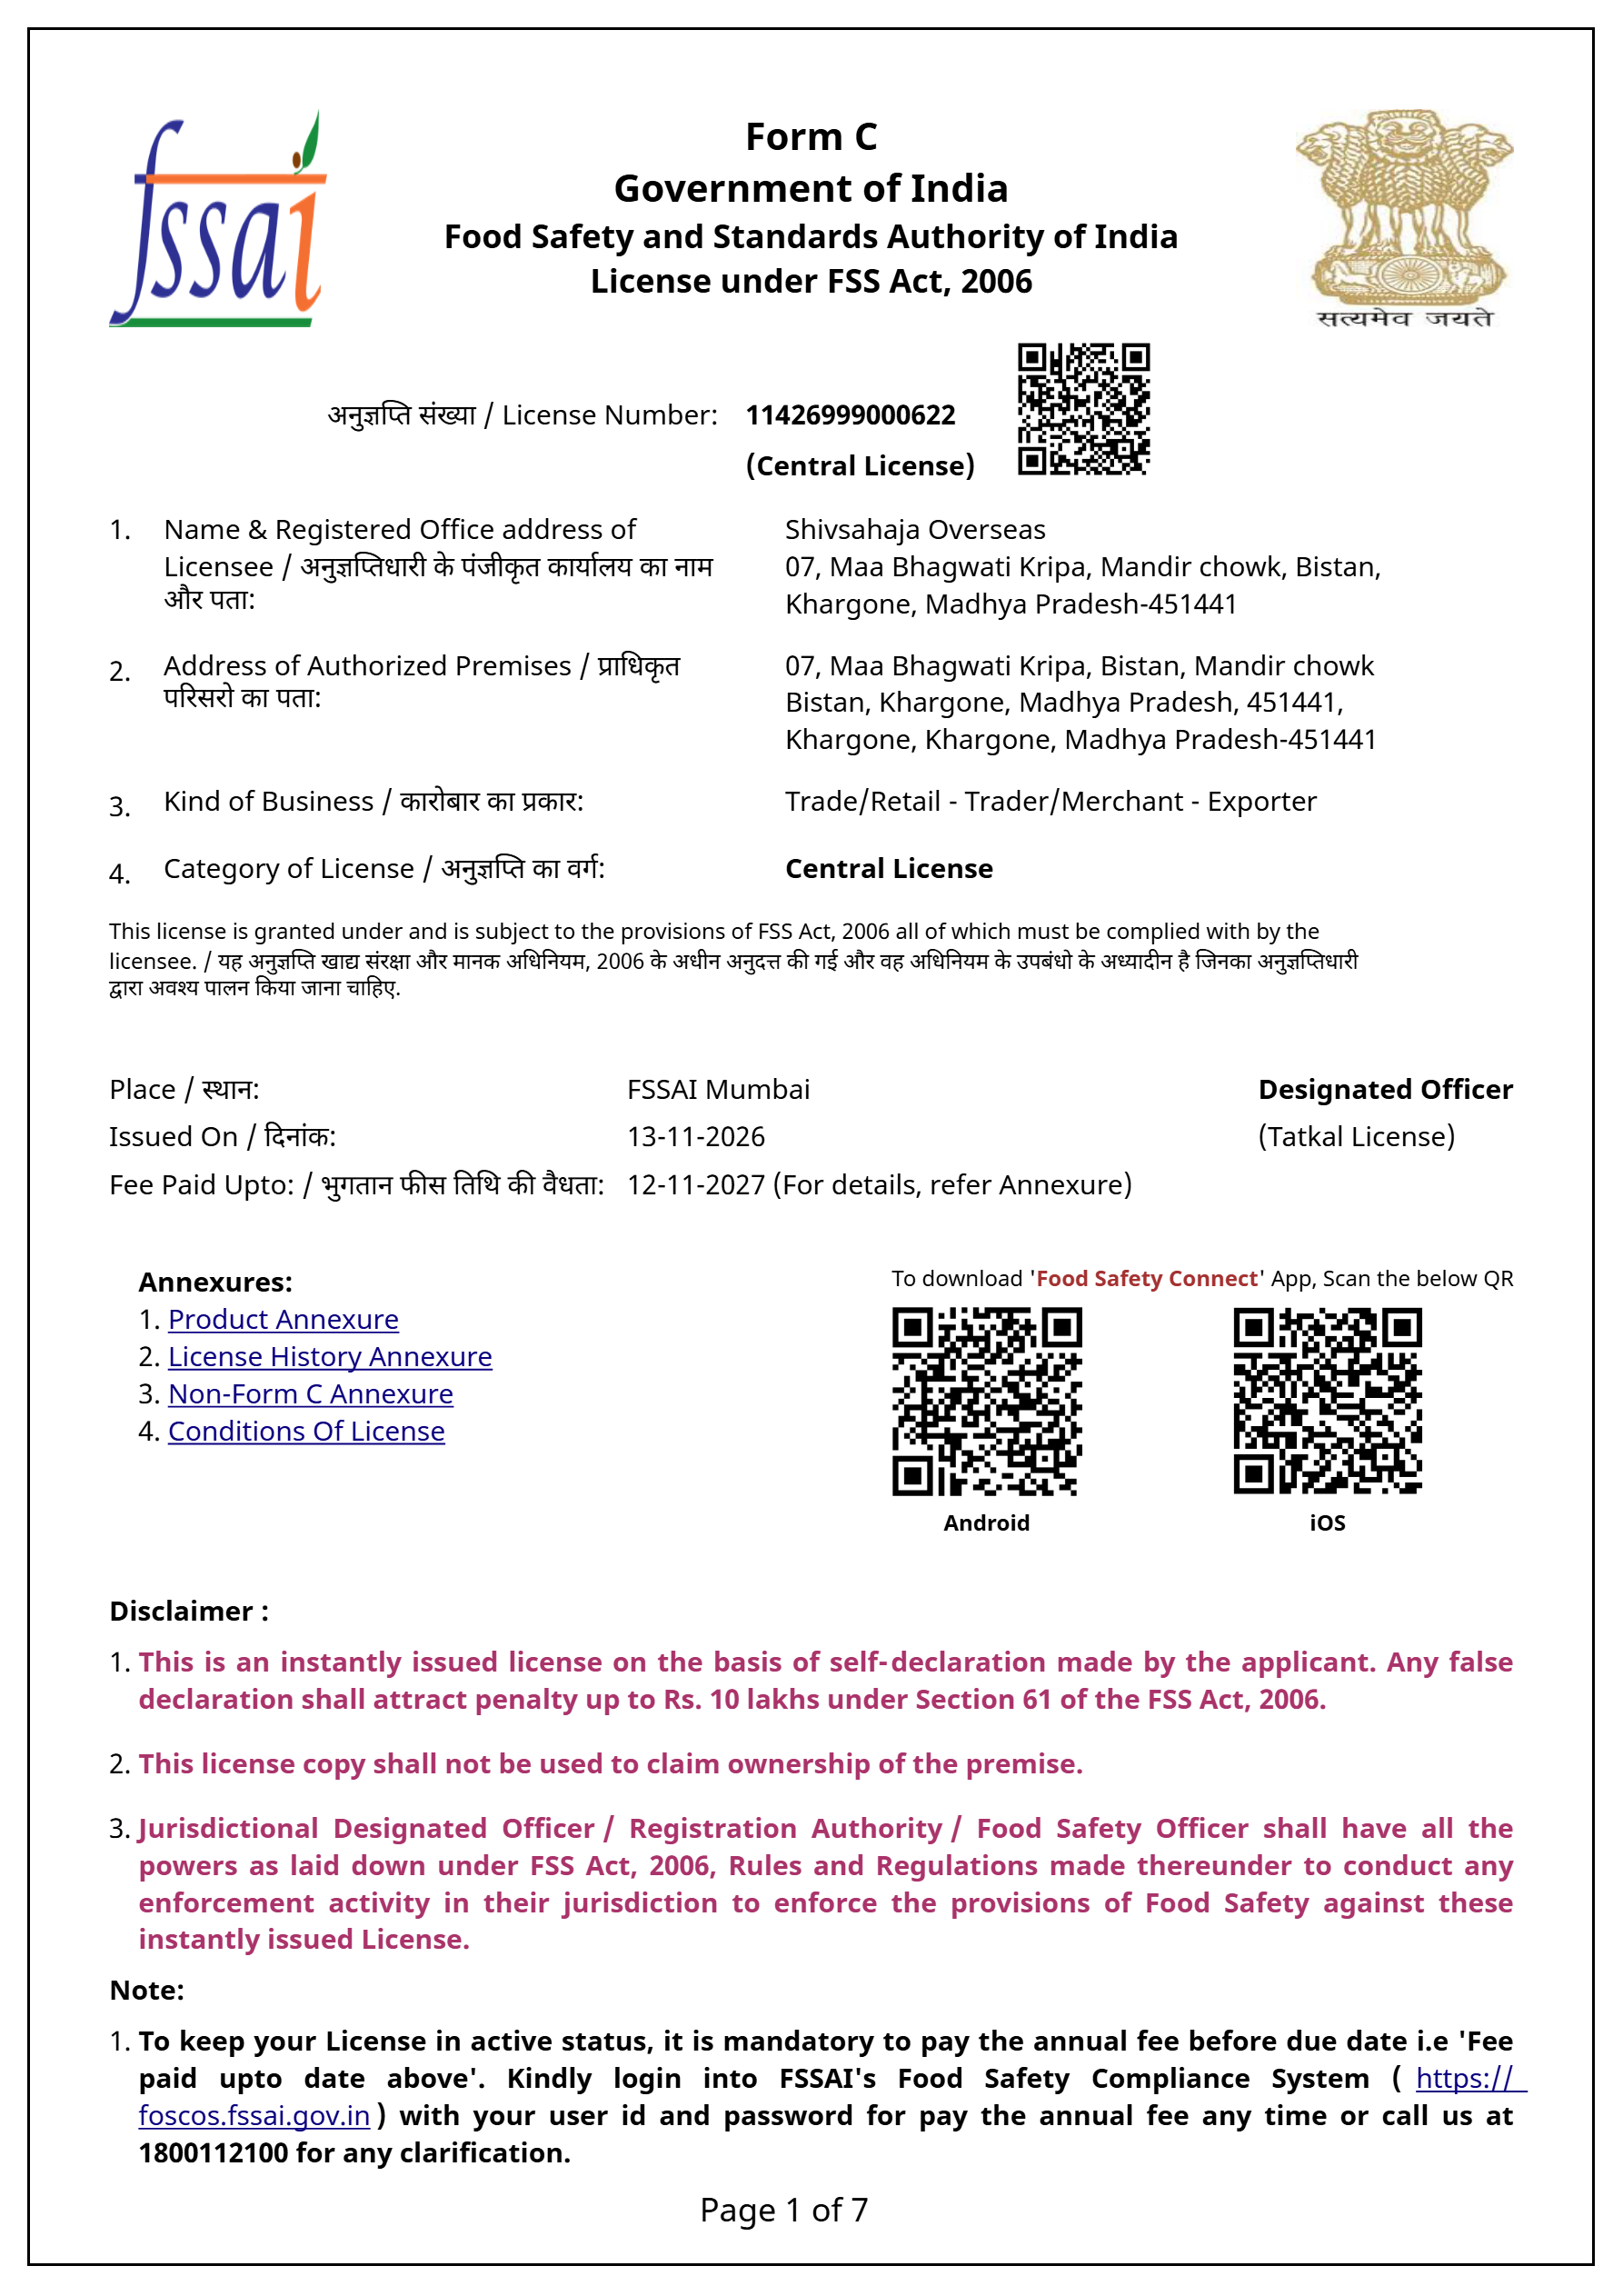 fssai
Form C
Government of India
Food Safety and Standards Authority of India
License under FSS Act, 2006
सत्यमेव जयते
अनुज्ञप्ति संख्या / License Number: 11426999000622
(Central License)
1. Name & Registered Office address of
Licensee / अनुज्ञप्तिधारी के पंजीकृत कार्यालय का नाम
और पता:
Shivsahaja Overseas
07, Maa Bhagwati Kripa, Mandir chowk, Bistan,
Khargone, Madhya Pradesh-451441
2. Address of Authorized Premises / प्राधिकृत
परिसरो का पता:
07, Maa Bhagwati Kripa, Bistan, Mandir chowk
Bistan, Khargone, Madhya Pradesh, 451441,
Khargone, Khargone, Madhya Pradesh-451441
3. Kind of Business / कारोबार का प्रकार: Trade/Retail - Trader/Merchant - Exporter
4. Category of License / अनुज्ञप्ति का वर्ग: Central License
This license is granted under and is subject to the provisions of FSS Act, 2006 all of which must be complied with by the
licensee. / यह अनुज्ञप्ति खाद्य संरक्षा और मानक अधिनियम, 2006 के अधीन अनुदत्त की गई और वह अधिनियम के उपबंधो के अध्यादीन है जिनका अनुज्ञप्तिधारी
द्वारा अवश्य पालन किया जाना चाहिए.
Place / स्थान: FSSAI Mumbai Designated Officer
Issued On / दिनांक: 13-11-2026 (Tatkal License)
Fee Paid Upto: / भुगतान फीस तिथि की वैधता: 12-11-2027 (For details, refer Annexure)
Annexures:
1. Product Annexure
2. License History Annexure
3. Non-Form C Annexure
4. Conditions Of License
To download 'Food Safety Connect' App, Scan the below QR
Android iOS
Disclaimer :
1. This is an instantly issued license on the basis of self-declaration made by the applicant. Any false
declaration shall attract penalty up to Rs. 10 lakhs under Section 61 of the FSS Act, 2006.
2. This license copy shall not be used to claim ownership of the premise.
3. Jurisdictional Designated Officer/ Registration Authority/ Food Safety Officer shall have all the
powers as laid down under FSS Act, 2006, Rules and Regulations made thereunder to conduct any
enforcement activity in their jurisdiction to enforce the provisions of Food Safety against these
instantly issued License.
Note:
1. To keep your License in active status, it is mandatory to pay the annual fee before due date i.e 'Fee
paid upto date above'. Kindly login into FSSAI's Food Safety Compliance System ( https://
foscos.fssai.gov.in) with your user id and password for pay the annual fee any time or call us at
1800112100 for any clarification.
Page 1 of 7